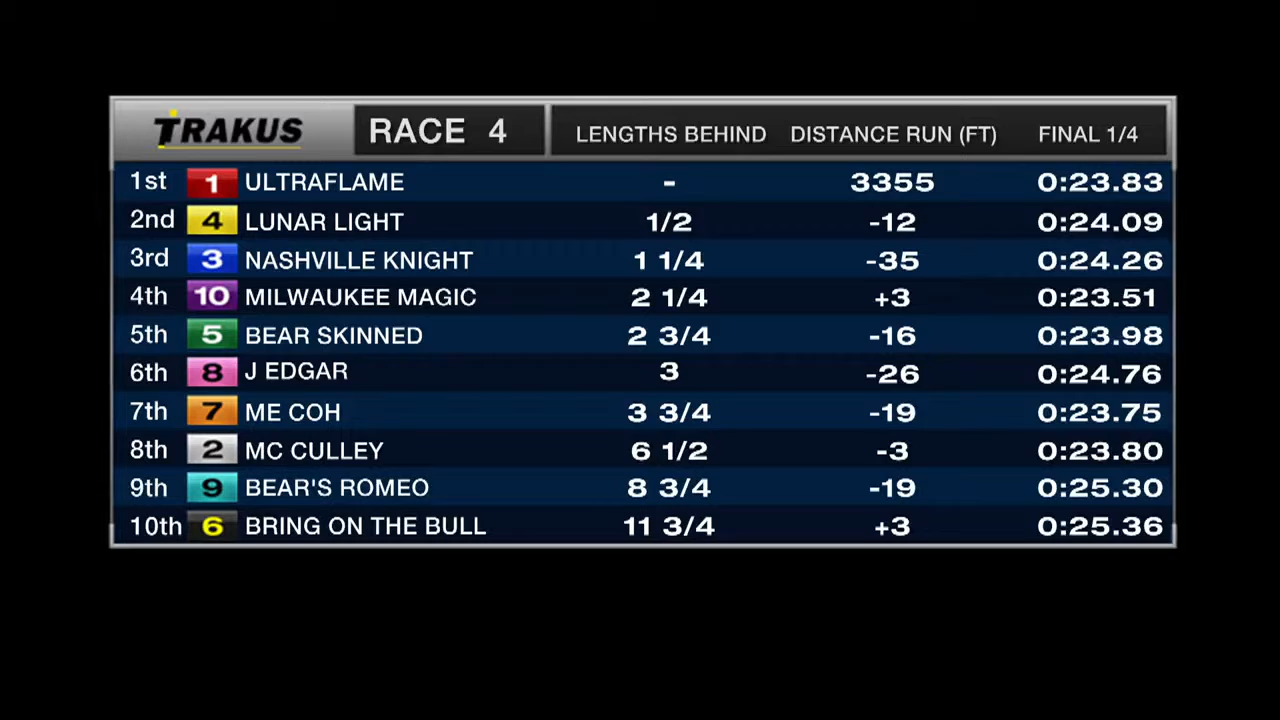 TRAKUS RACE 4 LENGTHS BEHIND DISTANCE RUN (FT) FINAL 1/4
1st 1 ULTRAFLAME - 3355 0:23.83
2nd 4 LUNAR LIGHT 1/2 -12 0:24.09
3rd 3 NASHVILLE KNIGHT 1 1/4 -35 0:24.26
4th 10 MILWAUKEE MAGIC 2 1/4 +3 0:23.51
5th 5 BEAR SKINNED 2 3/4 -16 0:23.98
6th 8 J EDGAR 3 -26 0:24.76
7th 7 ME COH 3 3/4 -19 0:23.75
8th 2 MC CULLEY 6 1/2 -3 0:23.80
9th 9 BEAR'S ROMEO 8 3/4 -19 0:25.30
10th 6 BRING ON THE BULL 11 3/4 +3 0:25.36